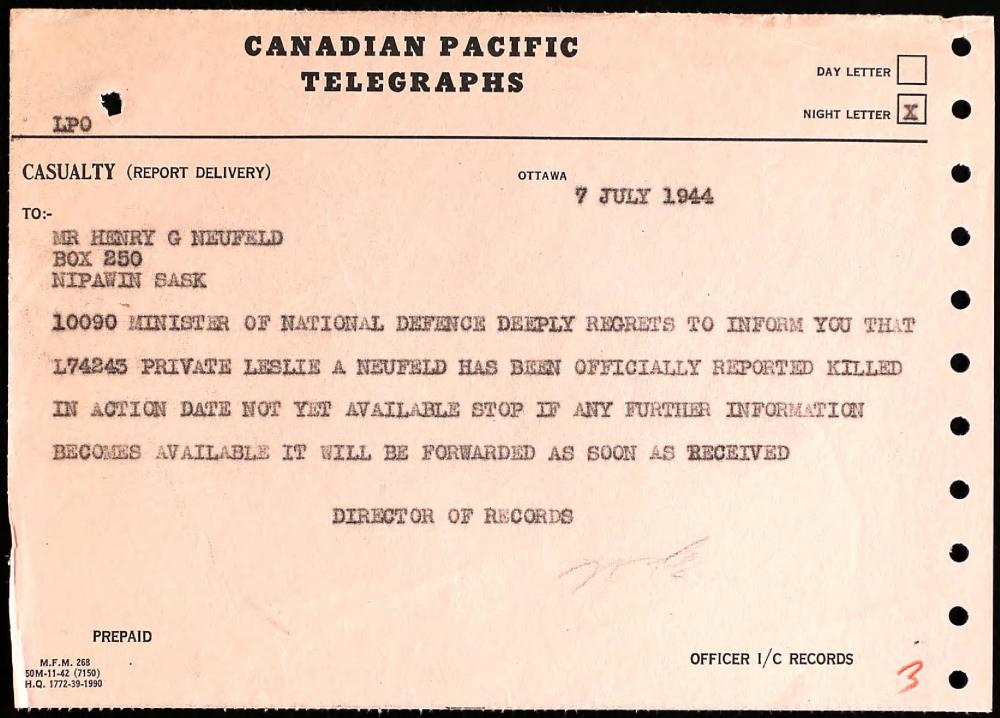 CANADIAN PACIFIC
TELEGRAPHS
DAY LETTER
NIGHT LETTER X
LPO
CASUALTY (REPORT DELIVERY)
OTTAWA
7 JULY 1944
TO:-
MR HENRY G NEUFELD
BOX 250
NIPAWIN SASK
10090 MINISTER OF NATIONAL DEFENCE DEEPLY REGRETS TO INFORM YOU THAT
L74245 PRIVATE LESLIE A NEUFELD HAS BEEN OFFICIALLY REPORTED KILLED
IN ACTION DATE NOT YET AVAILABLE STOP IF ANY FURTHER INFORMATION
BECOMES AVAILABLE IT WILL BE FORWARDED AS SOON AS RECEIVED
DIRECTOR OF RECORDS
PREPAID
M.F.M. 268
50M-11-42 (7150)
H.Q. 1772-39-1990
OFFICER I/C RECORDS
3